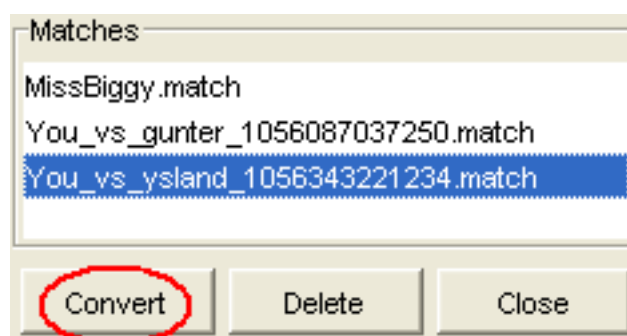 Matches
MissBiggy.match
You_vs_gunter_1056087037250.match
You_vs_ysland_1056343221234.match
Convert Delete Close